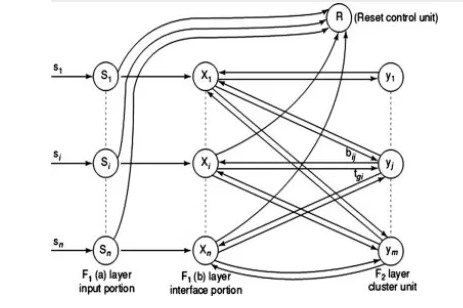 R (Reset control unit)
s1 S1 X1 y1
si Si Xi bij yj
tgi
sn Sn Xn ym
F1 (a) layer F1 (b) layer F2 layer
input portion interface portion cluster unit